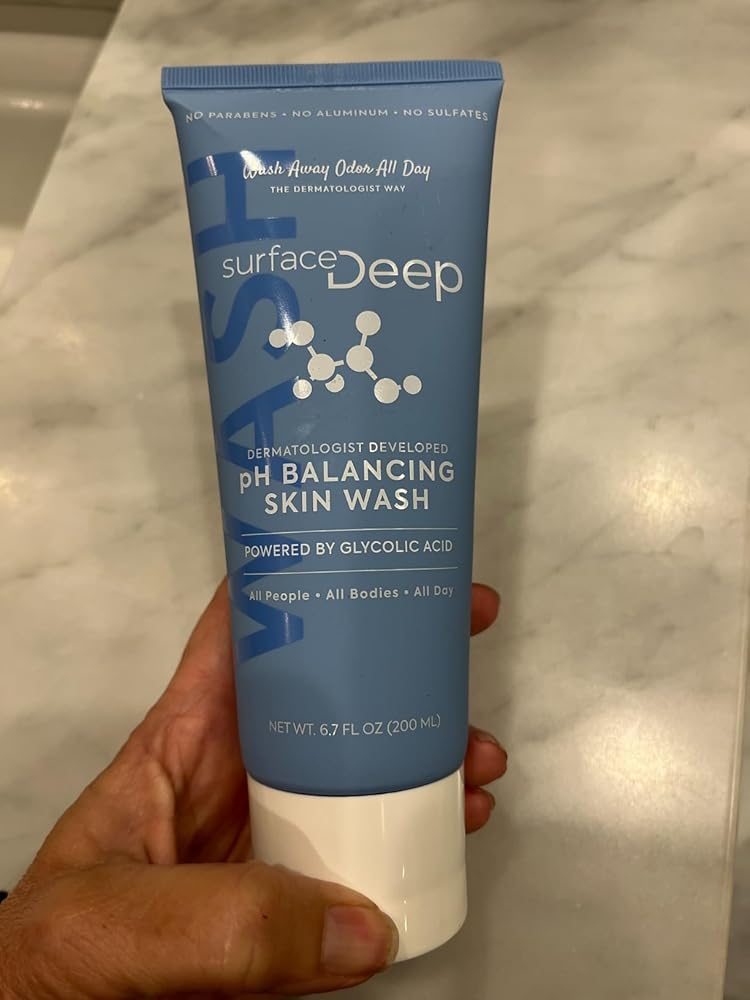 NO PARABENS • NO ALUMINUM • NO SULFATES
Wash Away Odor All Day
THE DERMATOLOGIST WAY
surfaceDeep
WASH
DERMATOLOGIST DEVELOPED
pH BALANCING
SKIN WASH
POWERED BY GLYCOLIC ACID
All People • All Bodies • All Day
NET WT. 6.7 FL OZ (200 ML)